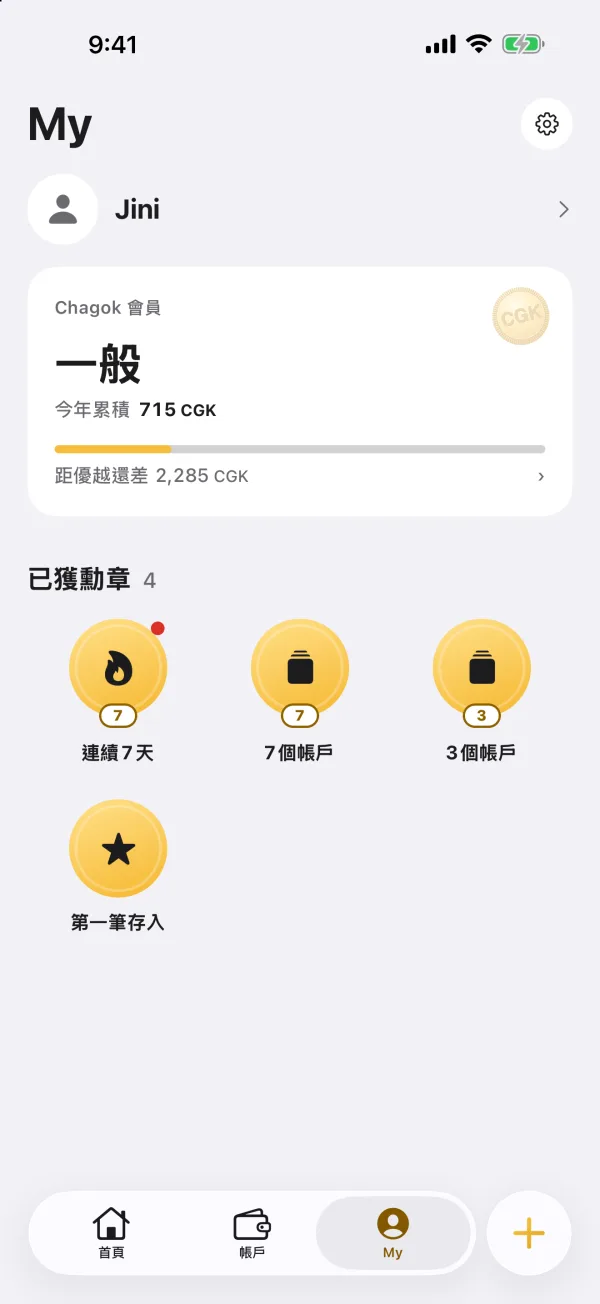 9:41
My
Jini
Chagok 會員
CGK
一般
今年累積 715 CGK
距優越還差 2,285 CGK
已獲勳章 4
7
7
3
連續7天
7個帳戶
3個帳戶
第一筆存入
首頁
帳戶
My